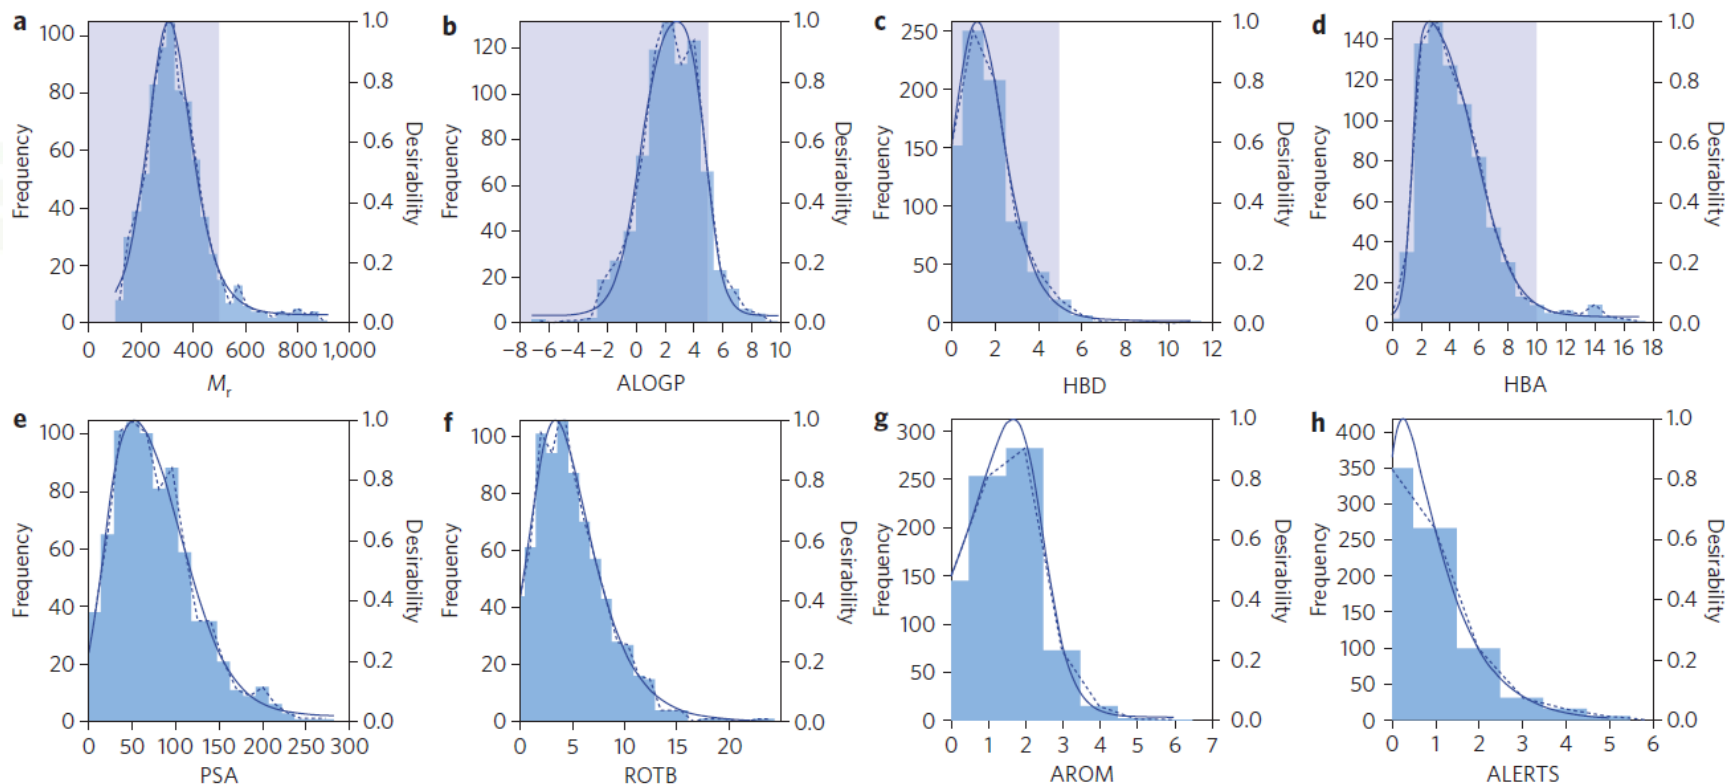 a
100
80
60
40
20
0
Frequency
1.0
0.8
0.6
0.4
0.2
0.0
Desirability
0 200 400 600 800 1,000
Mr
b
120
100
80
60
40
20
0
Frequency
1.0
0.8
0.6
0.4
0.2
0.0
Desirability
−8 −6 −4 −2 0 2 4 6 8 10
ALOGP
c
250
200
150
100
50
0
Frequency
1.0
0.8
0.6
0.4
0.2
0.0
Desirability
0 2 4 6 8 10 12
HBD
d
140
120
100
80
60
40
20
0
Frequency
1.0
0.8
0.6
0.4
0.2
0.0
Desirability
0 2 4 6 8 10 12 14 16 18
HBA
e
100
80
60
40
20
0
Frequency
1.0
0.8
0.6
0.4
0.2
0.0
Desirability
0 50 100 150 200 250 300
PSA
f
100
80
60
40
20
0
Frequency
1.0
0.8
0.6
0.4
0.2
0.0
Desirability
0 5 10 15 20
ROTB
g
300
250
200
150
100
50
0
Frequency
1.0
0.8
0.6
0.4
0.2
0.0
Desirability
0 1 2 3 4 5 6 7
AROM
h
400
350
300
250
200
150
100
50
0
Frequency
1.0
0.8
0.6
0.4
0.2
0.0
Desirability
0 1 2 3 4 5 6
ALERTS